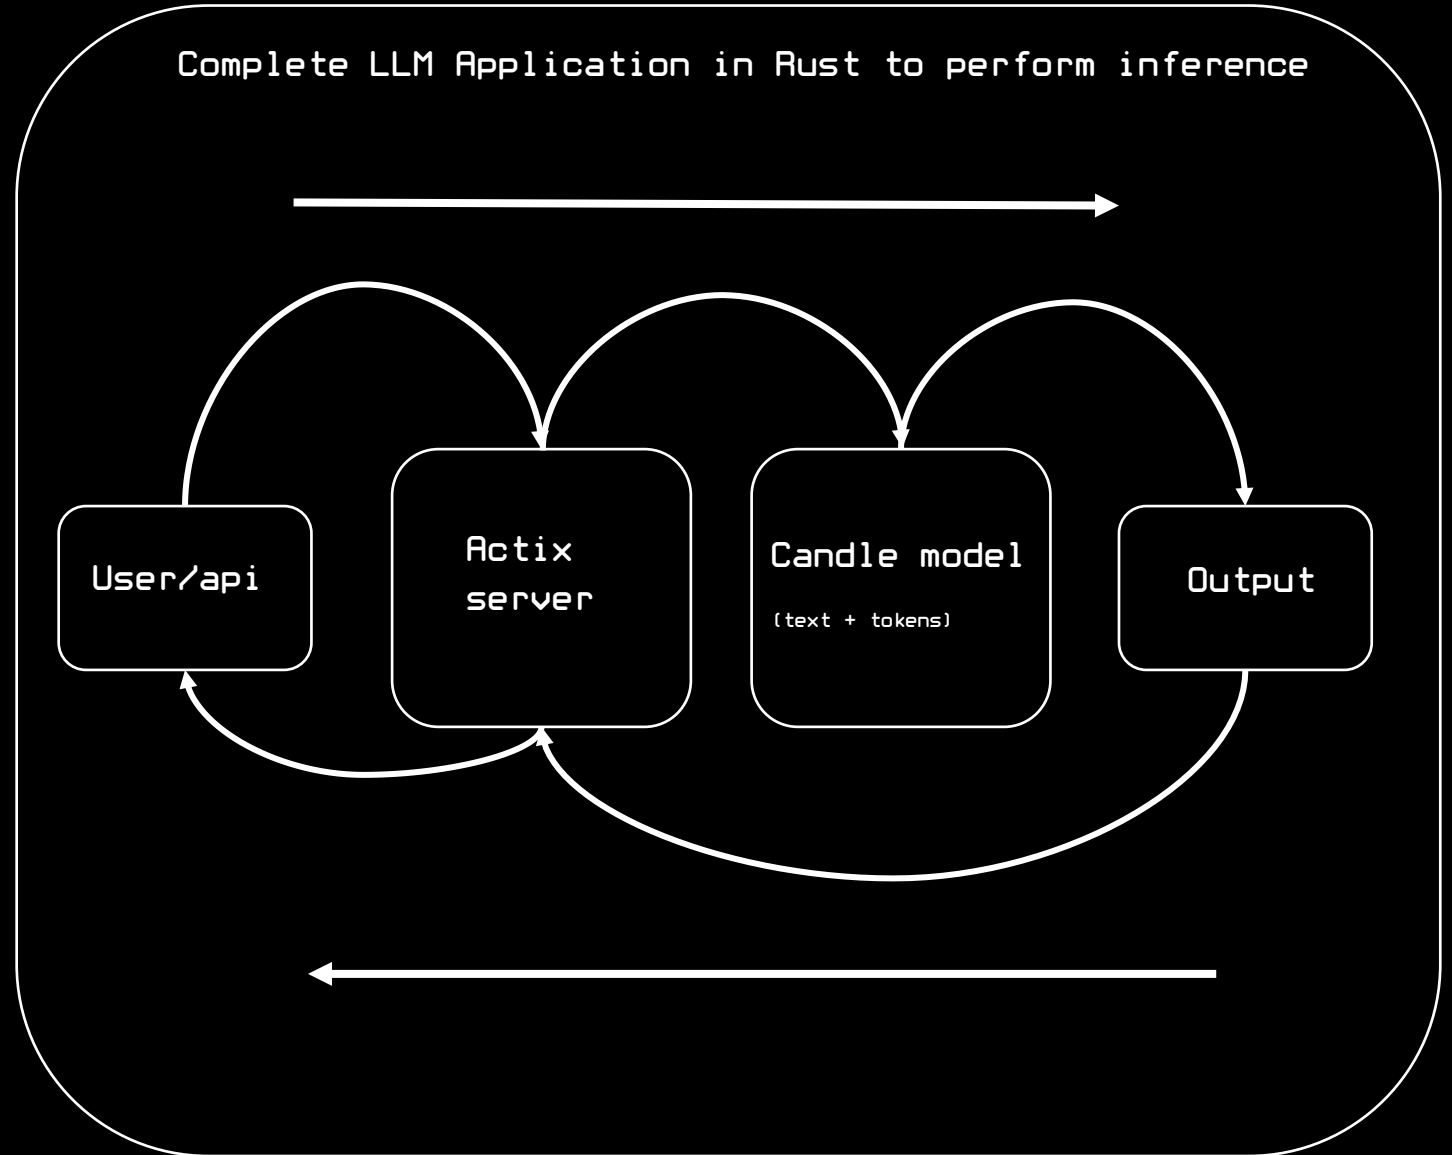 Complete LLM Application in Rust to perform inference
User/api
Actix
server
Candle model
(text + tokens)
Output